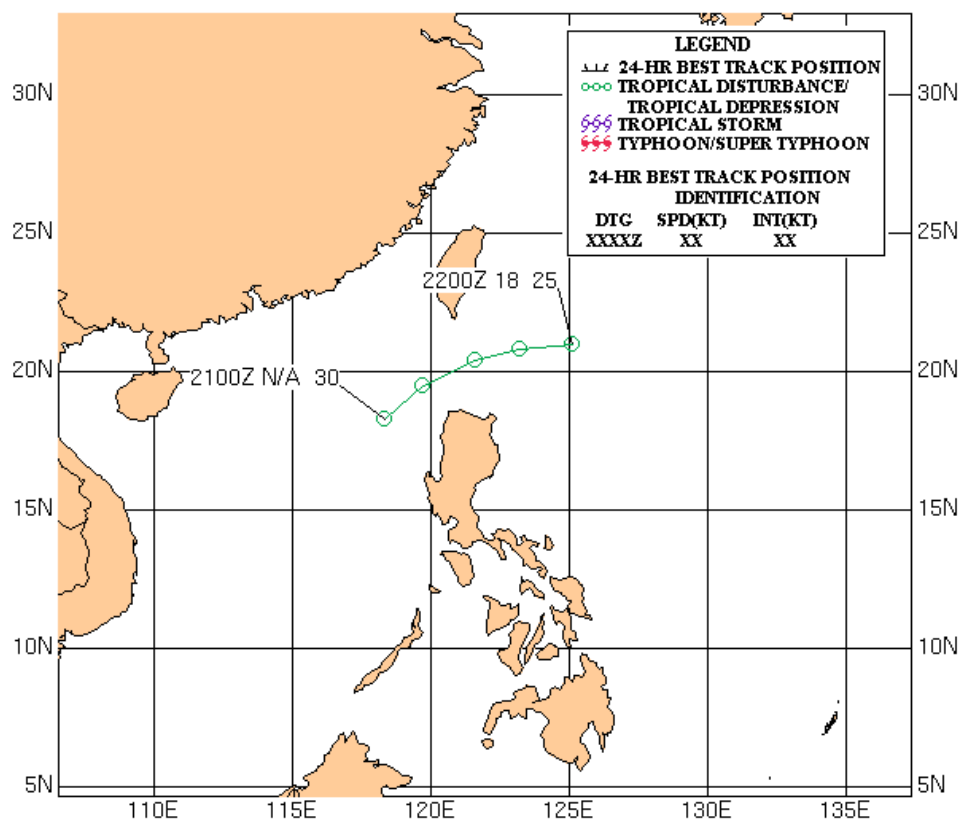 LEGEND
24-HR BEST TRACK POSITION
TROPICAL DISTURBANCE/
TROPICAL DEPRESSION
TROPICAL STORM
TYPHOON/SUPER TYPHOON
24-HR BEST TRACK POSITION
IDENTIFICATION
DTG SPD(KT) INT(KT)
XXXXZ XX XX
30N 30N
25N 25N
2200Z 18 25
20N 20N
2100Z N/A 30
15N 15N
10N 10N
5N 5N
110E 115E 120E 125E 130E 135E